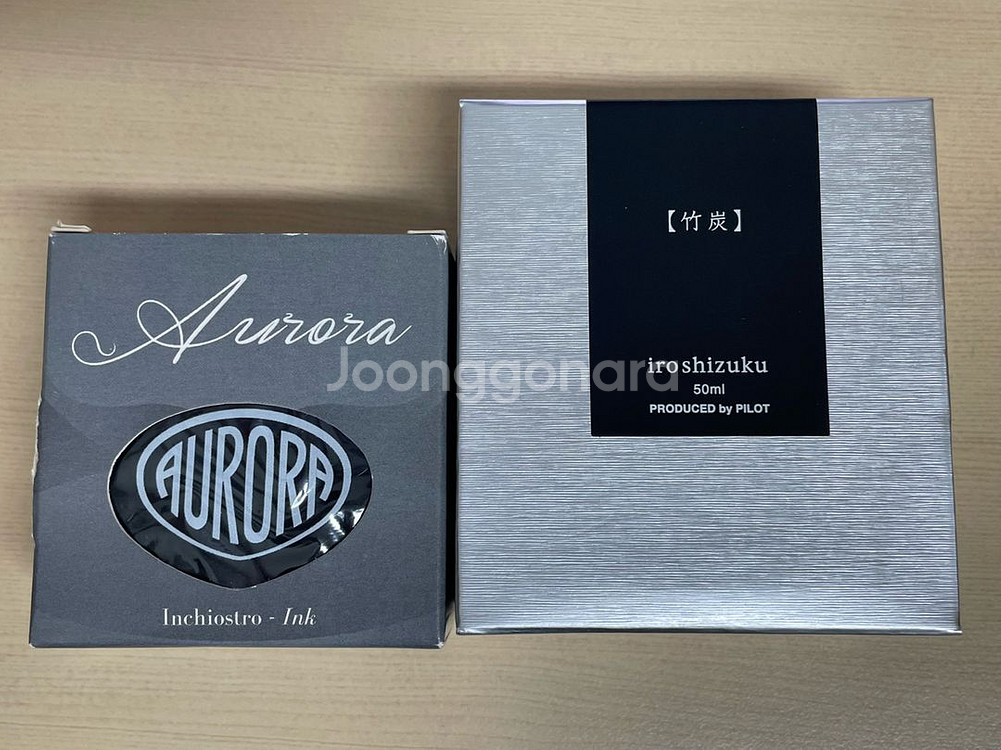 Aurora
AURORA
Inchiostro - Ink
【竹炭】
iroshizuku
50ml
PRODUCED by PILOT
Joonggonara